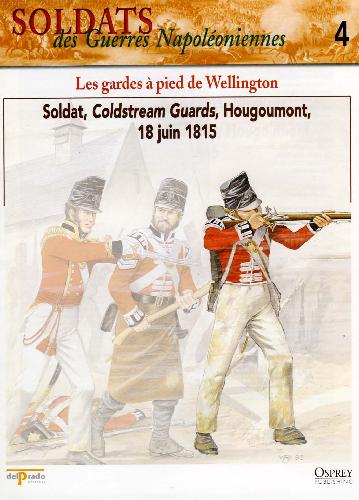 SOLDATS
des Guerres Napoléoniennes
4
Les gardes à pied de Wellington
Soldat, Coldstream Guards, Hougoumont,
18 juin 1815
delPrado
OSPREY
PUBLISHING